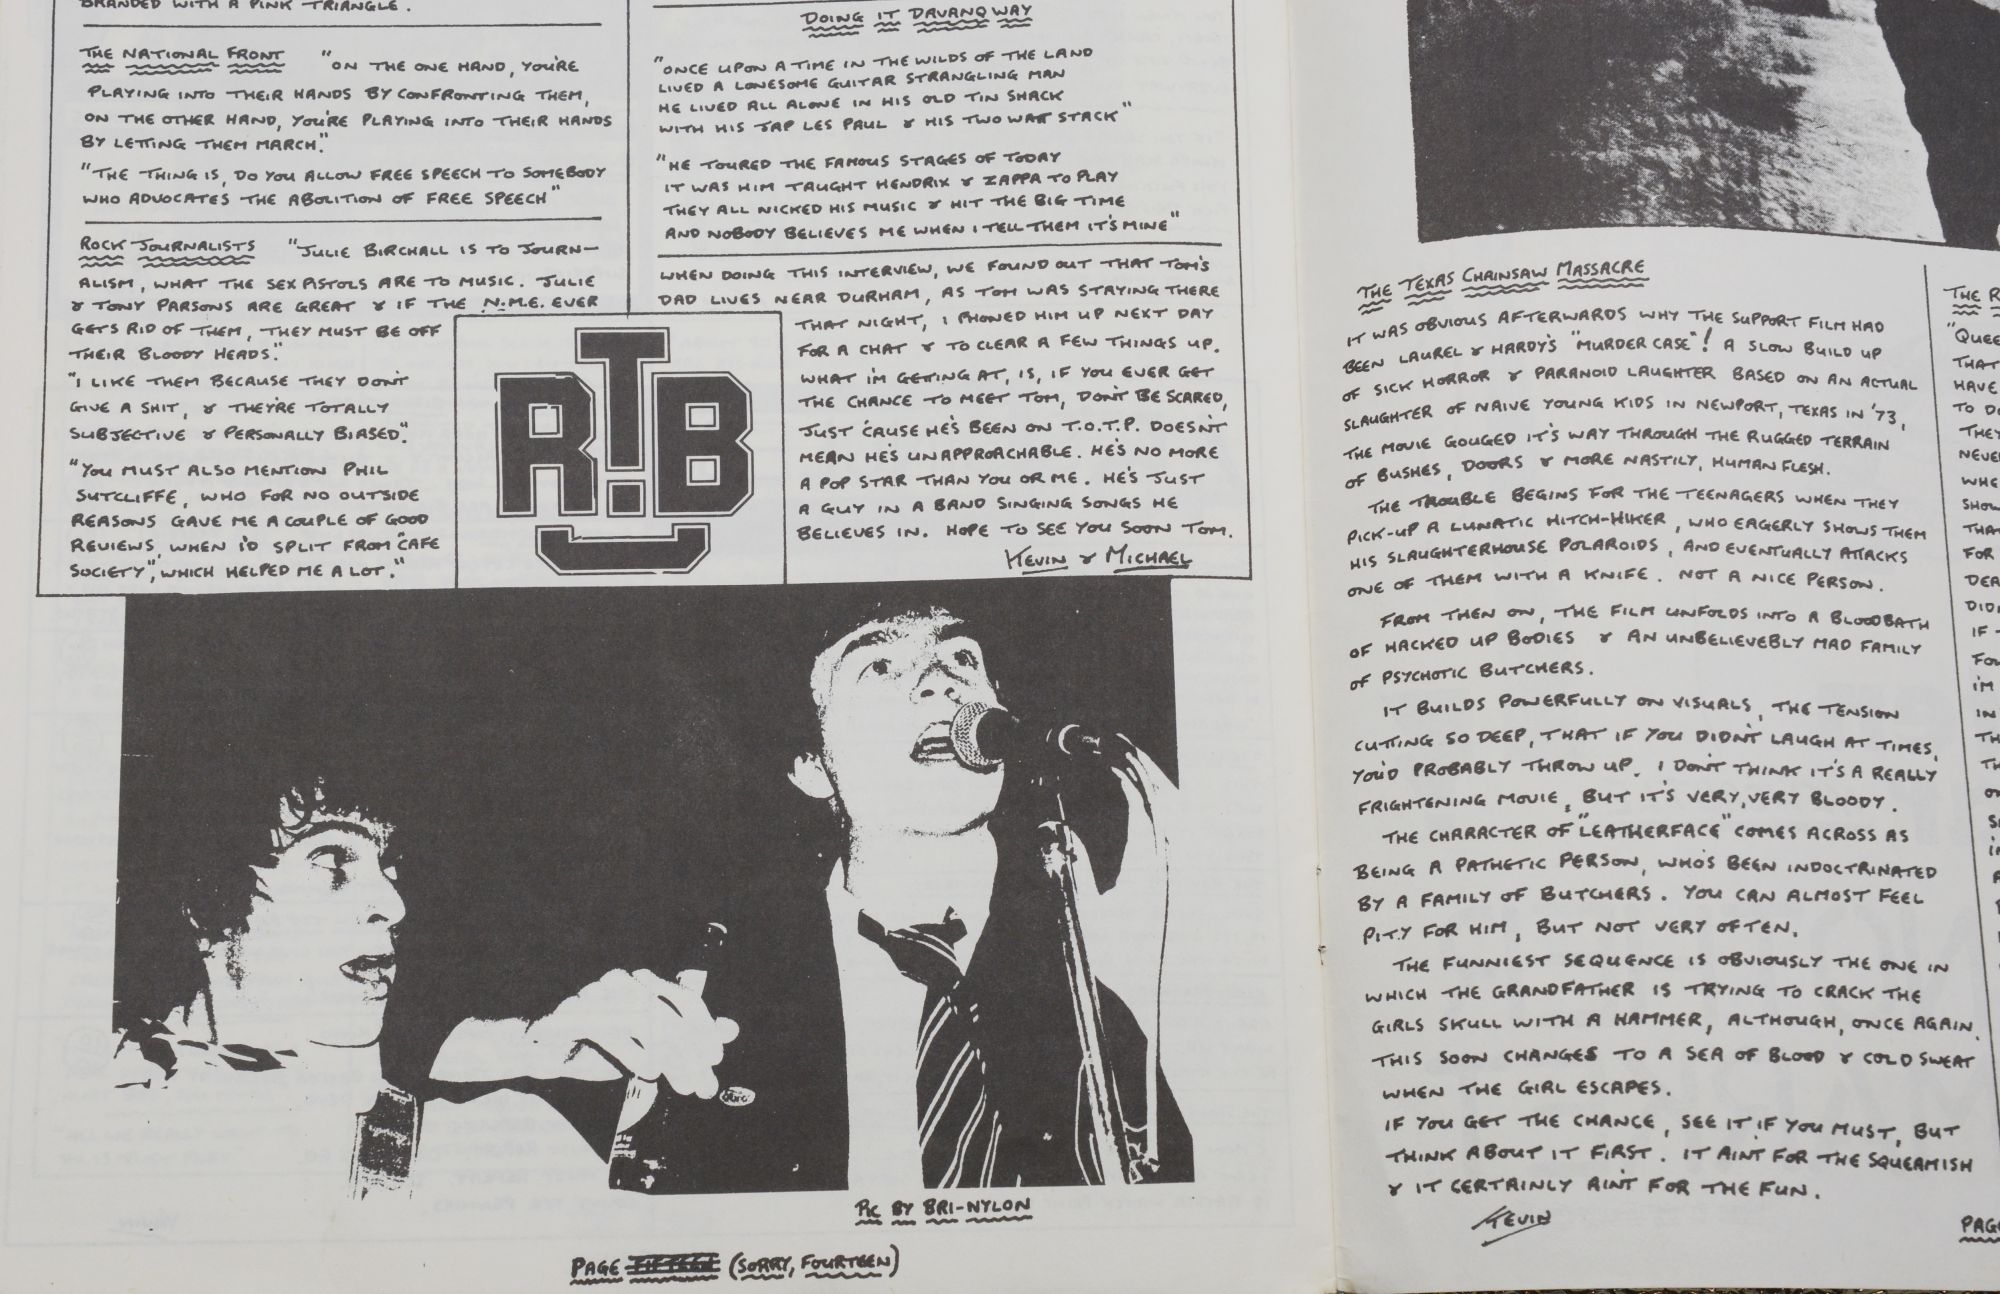 BRANDED WITH A PINK TRIANGLE.
THE NATIONAL FRONT "ON THE ONE HAND, YOU'RE
PLAYING INTO THEIR HANDS BY CONFRONTING THEM,
ON THE OTHER HAND, YOU'RE PLAYING INTO THEIR HANDS
BY LETTING THEM MARCH."
"THE THING IS, DO YOU ALLOW FREE SPEECH TO SOMEBODY
WHO ADVOCATES THE ABOLITION OF FREE SPEECH"
ROCK JOURNALISTS "JULIE BIRCHALL IS TO JOURN-
ALISM, WHAT THE SEX PISTOLS ARE TO MUSIC. JULIE
& TONY PARSONS ARE GREAT & IF THE N.M.E. EVER
GETS RID OF THEM, THEY MUST BE OFF
THEIR BLOODY HEADS."
"I LIKE THEM BECAUSE THEY DON'T
GIVE A SHIT, & THEY'RE TOTALLY
SUBJECTIVE & PERSONALLY BIASED".
"YOU MUST ALSO MENTION PHIL
SUTCLIFFE, WHO FOR NO OUTSIDE
REASONS GAVE ME A COUPLE OF GOOD
REVIEWS, WHEN I'D SPLIT FROM "CAFE
SOCIETY", WHICH HELPED ME A LOT."
DOING IT DAVANQ WAY
"ONCE UPON A TIME IN THE WILDS OF THE LAND
LIVED A LONESOME GUITAR STRANGLING MAN
HE LIVED ALL ALONE IN HIS OLD TIN SHACK
WITH HIS JAP LES PAUL & HIS TWO WATT STACK"
"HE TOURED THE FAMOUS STAGES OF TODAY
IT WAS HIM TAUGHT HENDRIX & ZAPPA TO PLAY
THEY ALL NICKED HIS MUSIC & HIT THE BIG TIME
AND NOBODY BELIEVES ME WHEN I TELL THEM IT'S MINE"
WHEN DOING THIS INTERVIEW, WE FOUND OUT THAT TOM'S
DAD LIVES NEAR DURHAM, AS TOM WAS STAYING THERE
THAT NIGHT, I PHONED HIM UP NEXT DAY
FOR A CHAT & TO CLEAR A FEW THINGS UP.
WHAT I'M GETING AT, IS, IF YOU EVER GET
THE CHANCE TO MEET TOM, DON'T BE SCARED,
JUST 'CAUSE HE'S BEEN ON T.O.T.P. DOESN'T
MEAN HE'S UNAPPROACHABLE. HE'S NO MORE
A POP STAR THAN YOU OR ME. HE'S JUST
A GUY IN A BAND SINGING SONGS HE
BELIEVES IN. HOPE TO SEE YOU SOON TOM.
KEVIN & MICHAEL
RTB
PIC BY BRI-NYLON
PAGE FIFTEEN (SORRY, FOURTEEN)
THE TEXAS CHAINSAW MASSACRE
IT WAS OBVIOUS AFTERWARDS WHY THE SUPPORT FILM HAD
BEEN LAUREL & HARDY'S "MURDER CASE"! A SLOW BUILD UP
OF SICK HORROR & PARANOID LAUGHTER BASED ON AN ACTUAL
SLAUGHTER OF NAIVE YOUNG KIDS IN NEWPORT, TEXAS IN '73,
THE MOVIE GOUGED IT'S WAY THROUGH THE RUGGED TERRAIN
OF BUSHES, DOORS & MORE NASTILY, HUMAN FLESH.
THE TROUBLE BEGINS FOR THE TEENAGERS WHEN THEY
PICK-UP A LUNATIC HITCH-HIKER, WHO EAGERLY SHOWS THEM
HIS SLAUGHTERHOUSE POLAROIDS, AND EVENTUALLY ATTACKS
ONE OF THEM WITH A KNIFE. NOT A NICE PERSON.
FROM THEN ON, THE FILM UNFOLDS INTO A BLOODBATH
OF HACKED UP BODIES & AN UNBELIEVEBLY MAD FAMILY
OF PSYCHOTIC BUTCHERS.
IT BUILDS POWERFULLY ON VISUALS, THE TENSION
CUTTING SO DEEP, THAT IF YOU DIDN'T LAUGH AT TIMES,
YOU'D PROBABLY THROW UP. I DON'T THINK IT'S A REALLY
FRIGHTENING MOVIE, BUT IT'S VERY, VERY BLOODY.
THE CHARACTER OF "LEATHERFACE" COMES ACROSS AS
BEING A PATHETIC PERSON, WHO'S BEEN INDOCTRINATED
BY A FAMILY OF BUTCHERS. YOU CAN ALMOST FEEL
PITY FOR HIM, BUT NOT VERY OFTEN.
THE FUNNIEST SEQUENCE IS OBVIOUSLY THE ONE IN
WHICH THE GRANDFATHER IS TRYING TO CRACK THE
GIRLS SKULL WITH A HAMMER, ALTHOUGH, ONCE AGAIN,
THIS SOON CHANGES TO A SEA OF BLOOD & COLD SWEAT
WHEN THE GIRL ESCAPES.
IF YOU GET THE CHANCE, SEE IT IF YOU MUST, BUT
THINK ABOUT IT FIRST. IT AIN'T FOR THE SQUEAMISH
& IT CERTAINLY AIN'T FOR THE FUN.
KEVIN
THE
THAT
HAVE
THEY